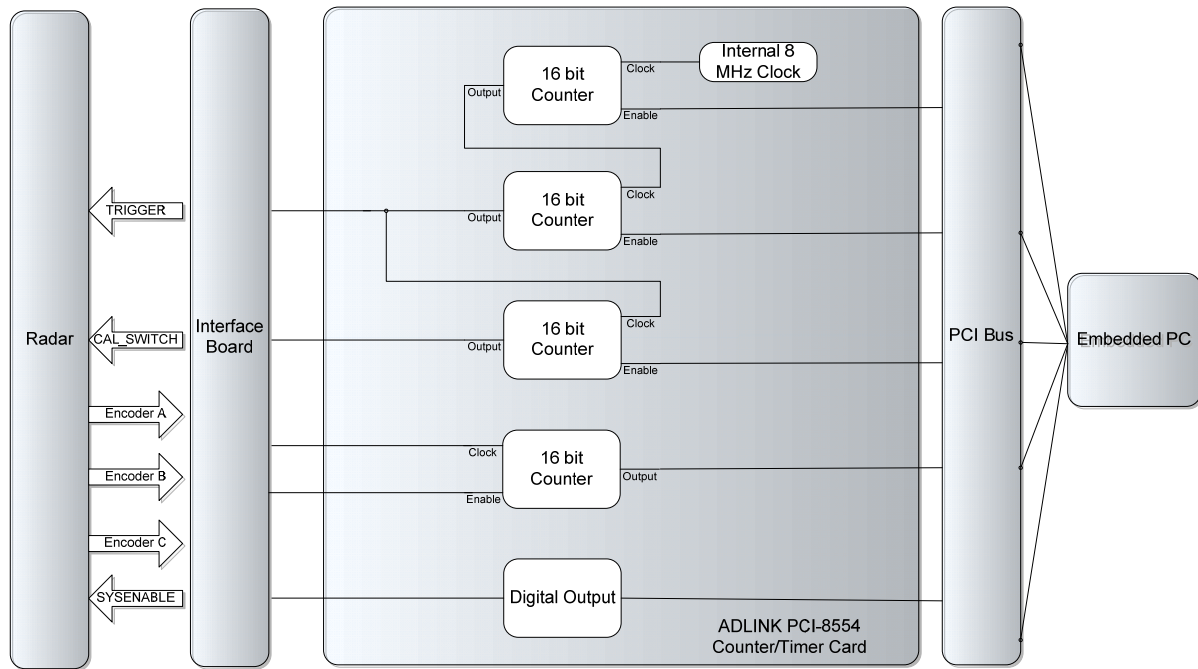 Radar
TRIGGER
CAL_SWITCH
Encoder A
Encoder B
Encoder C
SYSENABLE
Interface
Board
Internal 8
MHz Clock
16 bit
Counter
Clock
Output
Enable
16 bit
Counter
Clock
Output
Enable
16 bit
Counter
Clock
Output
Enable
16 bit
Counter
Clock
Output
Enable
Digital Output
ADLINK PCI-8554
Counter/Timer Card
PCI Bus
Embedded PC